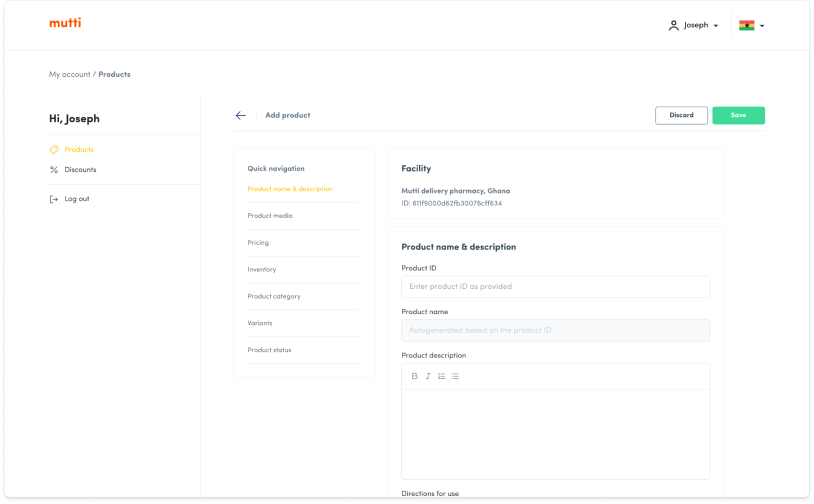 mutti
Joseph
My account / Products
Hi, Joseph
Products
Discounts
Log out
Add product
Discard
Save
Quick navigation
Product name & description
Product media
Pricing
Inventory
Product category
Variants
Product status
Facility
Mutti delivery pharmacy, Ghana
ID: 611f9000d62fb30076cff634
Product name & description
Product ID
Enter product ID as provided
Product name
Autogenerated based on the product ID
Product description
B I
Directions for use